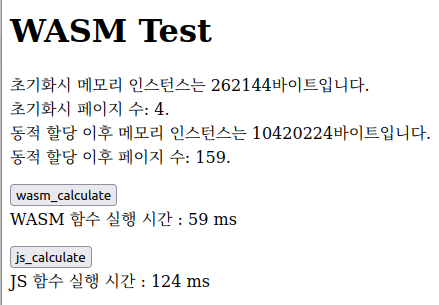 WASM Test
초기화시 메모리 인스턴스는 262144바이트입니다.
초기화시 페이지 수: 4.
동적 할당 이후 메모리 인스턴스는 10420224바이트입니다.
동적 할당 이후 페이지 수: 159.
wasm_calculate
WASM 함수 실행 시간 : 59 ms
js_calculate
JS 함수 실행 시간 : 124 ms